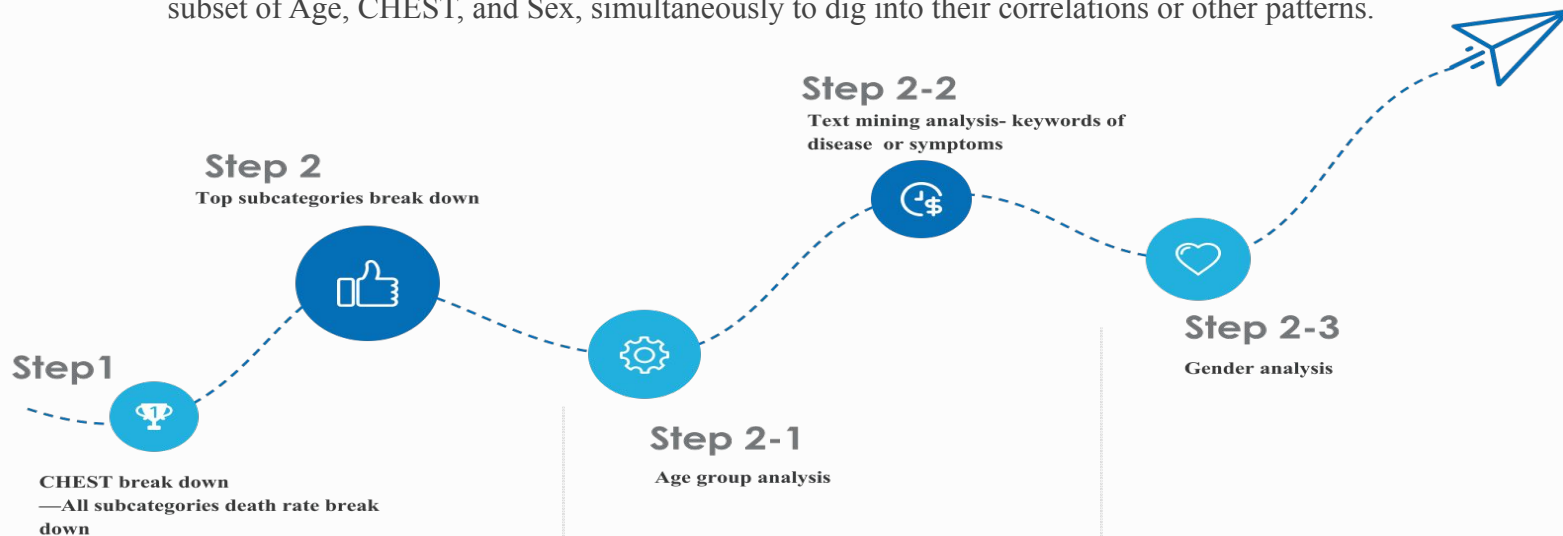 subset of Age, CHEST, and Sex, simultaneously to dig into their correlations or other patterns.
Step1
CHEST break down
—All subcategories death rate break
down
Step 2
Top subcategories break down
Step 2-1
Age group analysis
Step 2-2
Text mining analysis- keywords of
disease or symptoms
Step 2-3
Gender analysis
1
$